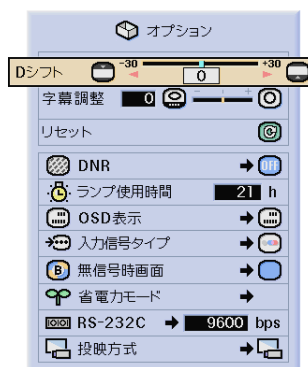 オプション
Dシフト -30 0 +30
字幕調整 0 - +
リセット
DNR OFF
ランプ使用時間 21 h
OSD表示
入力信号タイプ
B 無信号時画面
省電力モード
RS-232C 9600 bps
投映方式